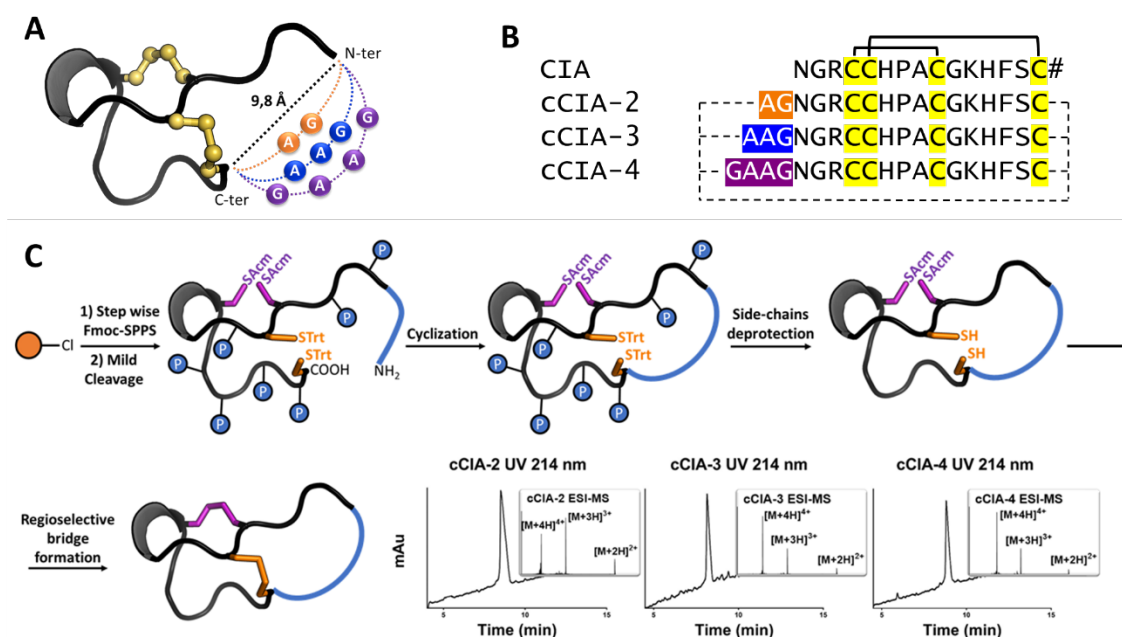 A
N-ter
9,8 Å
A G
A A G
G A A G
C-ter
B
CIA NGRCCHPACGKHFSC#
cCIA-2 AGNGRCCHPACGKHFSC
cCIA-3 AAGNGRCCHPACGKHFSC
cCIA-4 GAAGNGRCCHPACGKHFSC
C
Cl
1) Step wise
Fmoc-SPPS
2) Mild
Cleavage
SAcm
SAcm
STrt
STrt
COOH
NH2
P
P
P
P
P
P
Cyclization
SAcm
SAcm
STrt
STrt
P
P
P
P
P
P
Side-chains
deprotection
SAcm
SAcm
SH
SH
Regioselective
bridge
formation
cCIA-2 UV 214 nm
cCIA-2 ESI-MS
[M+4H]4+
[M+3H]3+
[M+2H]2+
mAu
5 10 15
Time (min)
cCIA-3 UV 214 nm
cCIA-3 ESI-MS
[M+4H]4+
[M+3H]3+
[M+2H]2+
5 10 15
Time (min)
cCIA-4 UV 214 nm
cCIA-4 ESI-MS
[M+4H]4+
[M+3H]3+
[M+2H]2+
5 10 15
Time (min)